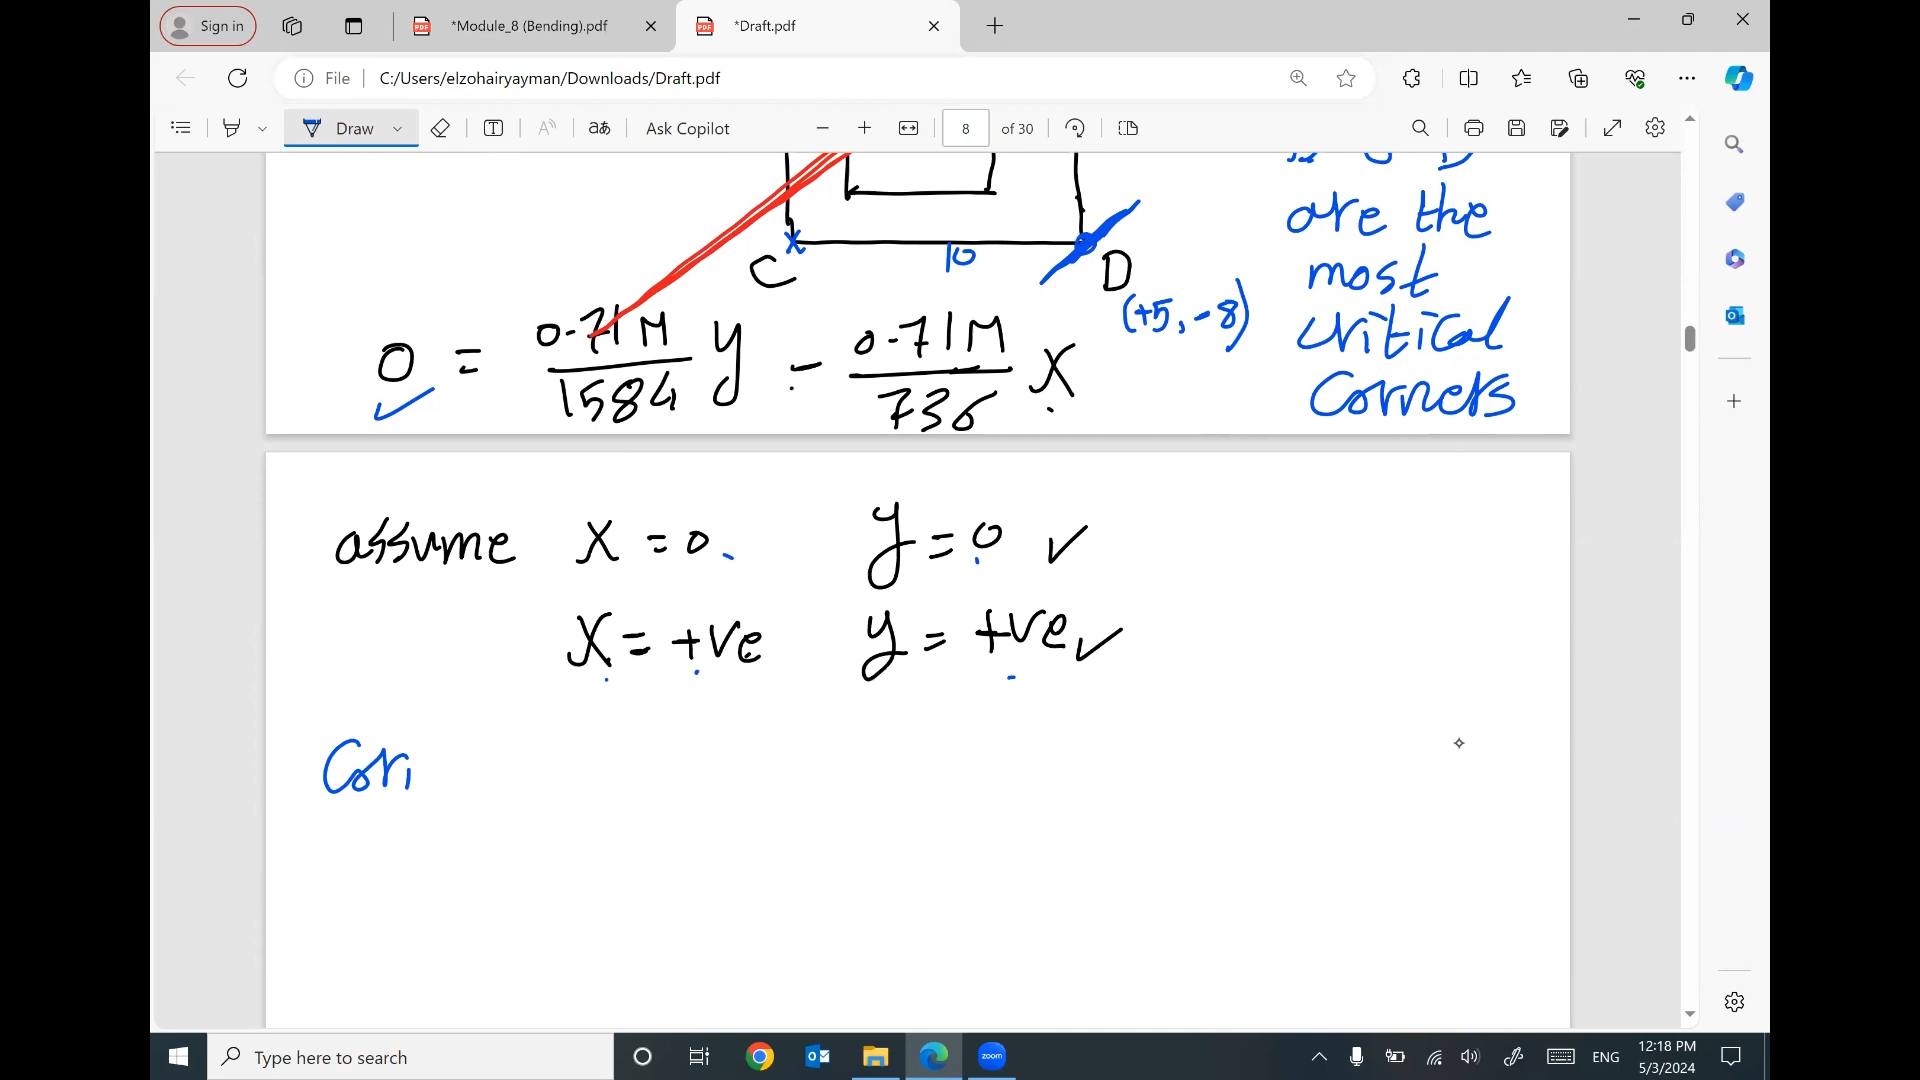 Sign in
*Module_8 (Bending).pdf
*Draft.pdf
File
C:/Users/elzohairyayman/Downloads/Draft.pdf
Draw
Ask Copilot
8
of 30
are the
most
critical
Corners
C
10
D
(+5, -8)
0 = 0.71M/1584 y - 0.71M/736 X
assume X = 0 y = 0
X = +ve y = +ve
Cor
Type here to search
zoom
ENG
12:18 PM
5/3/2024